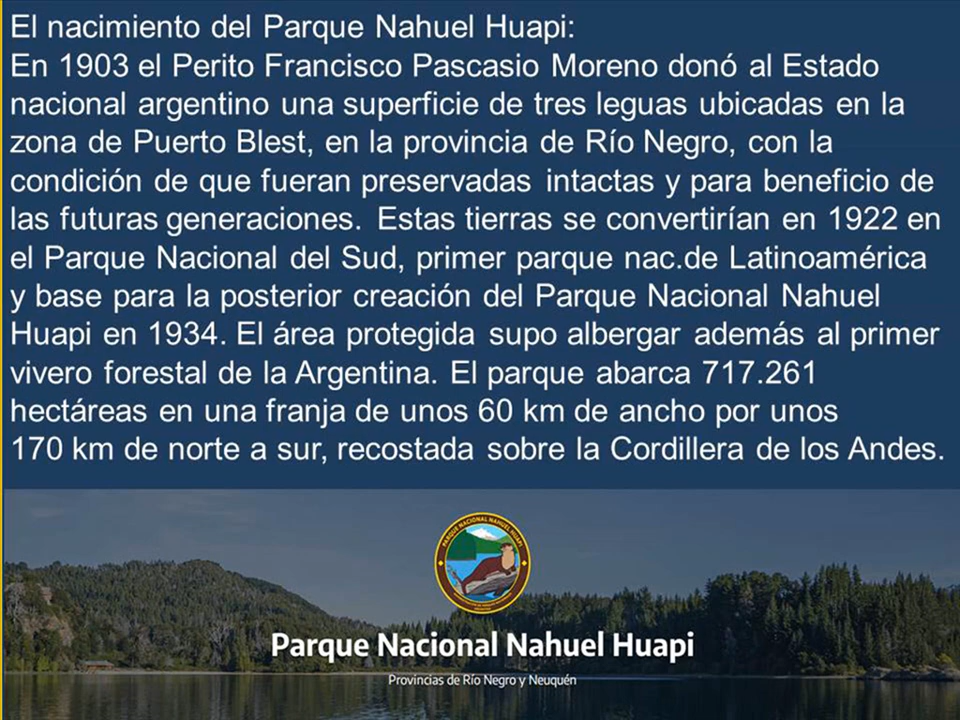 El nacimiento del Parque Nahuel Huapi:
En 1903 el Perito Francisco Pascasio Moreno donó al Estado
nacional argentino una superficie de tres leguas ubicadas en la
zona de Puerto Blest, en la provincia de Río Negro, con la
condición de que fueran preservadas intactas y para beneficio de
las futuras generaciones. Estas tierras se convertirían en 1922 en
el Parque Nacional del Sud, primer parque nac.de Latinoamérica
y base para la posterior creación del Parque Nacional Nahuel
Huapi en 1934. El área protegida supo albergar además al primer
vivero forestal de la Argentina. El parque abarca 717.261
hectáreas en una franja de unos 60 km de ancho por unos
170 km de norte a sur, recostada sobre la Cordillera de los Andes.
PARQUE NACIONAL NAHUEL HUAPI
Parque Nacional Nahuel Huapi
Provincias de Río Negro y Neuquén